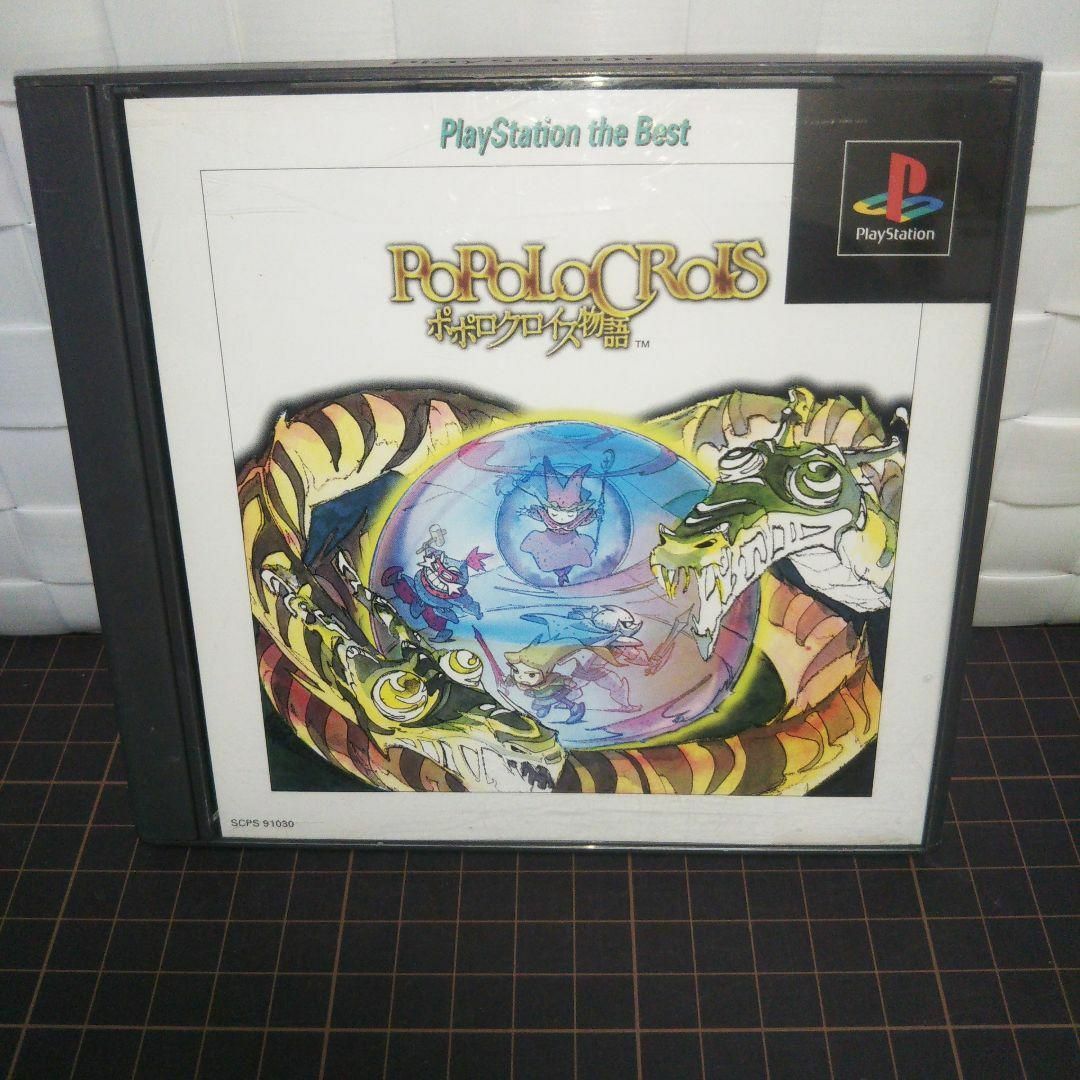 PlayStation the Best
PlayStation
POPOLOCROIS
ポポロクロイス物語 TM
SCPS 91030